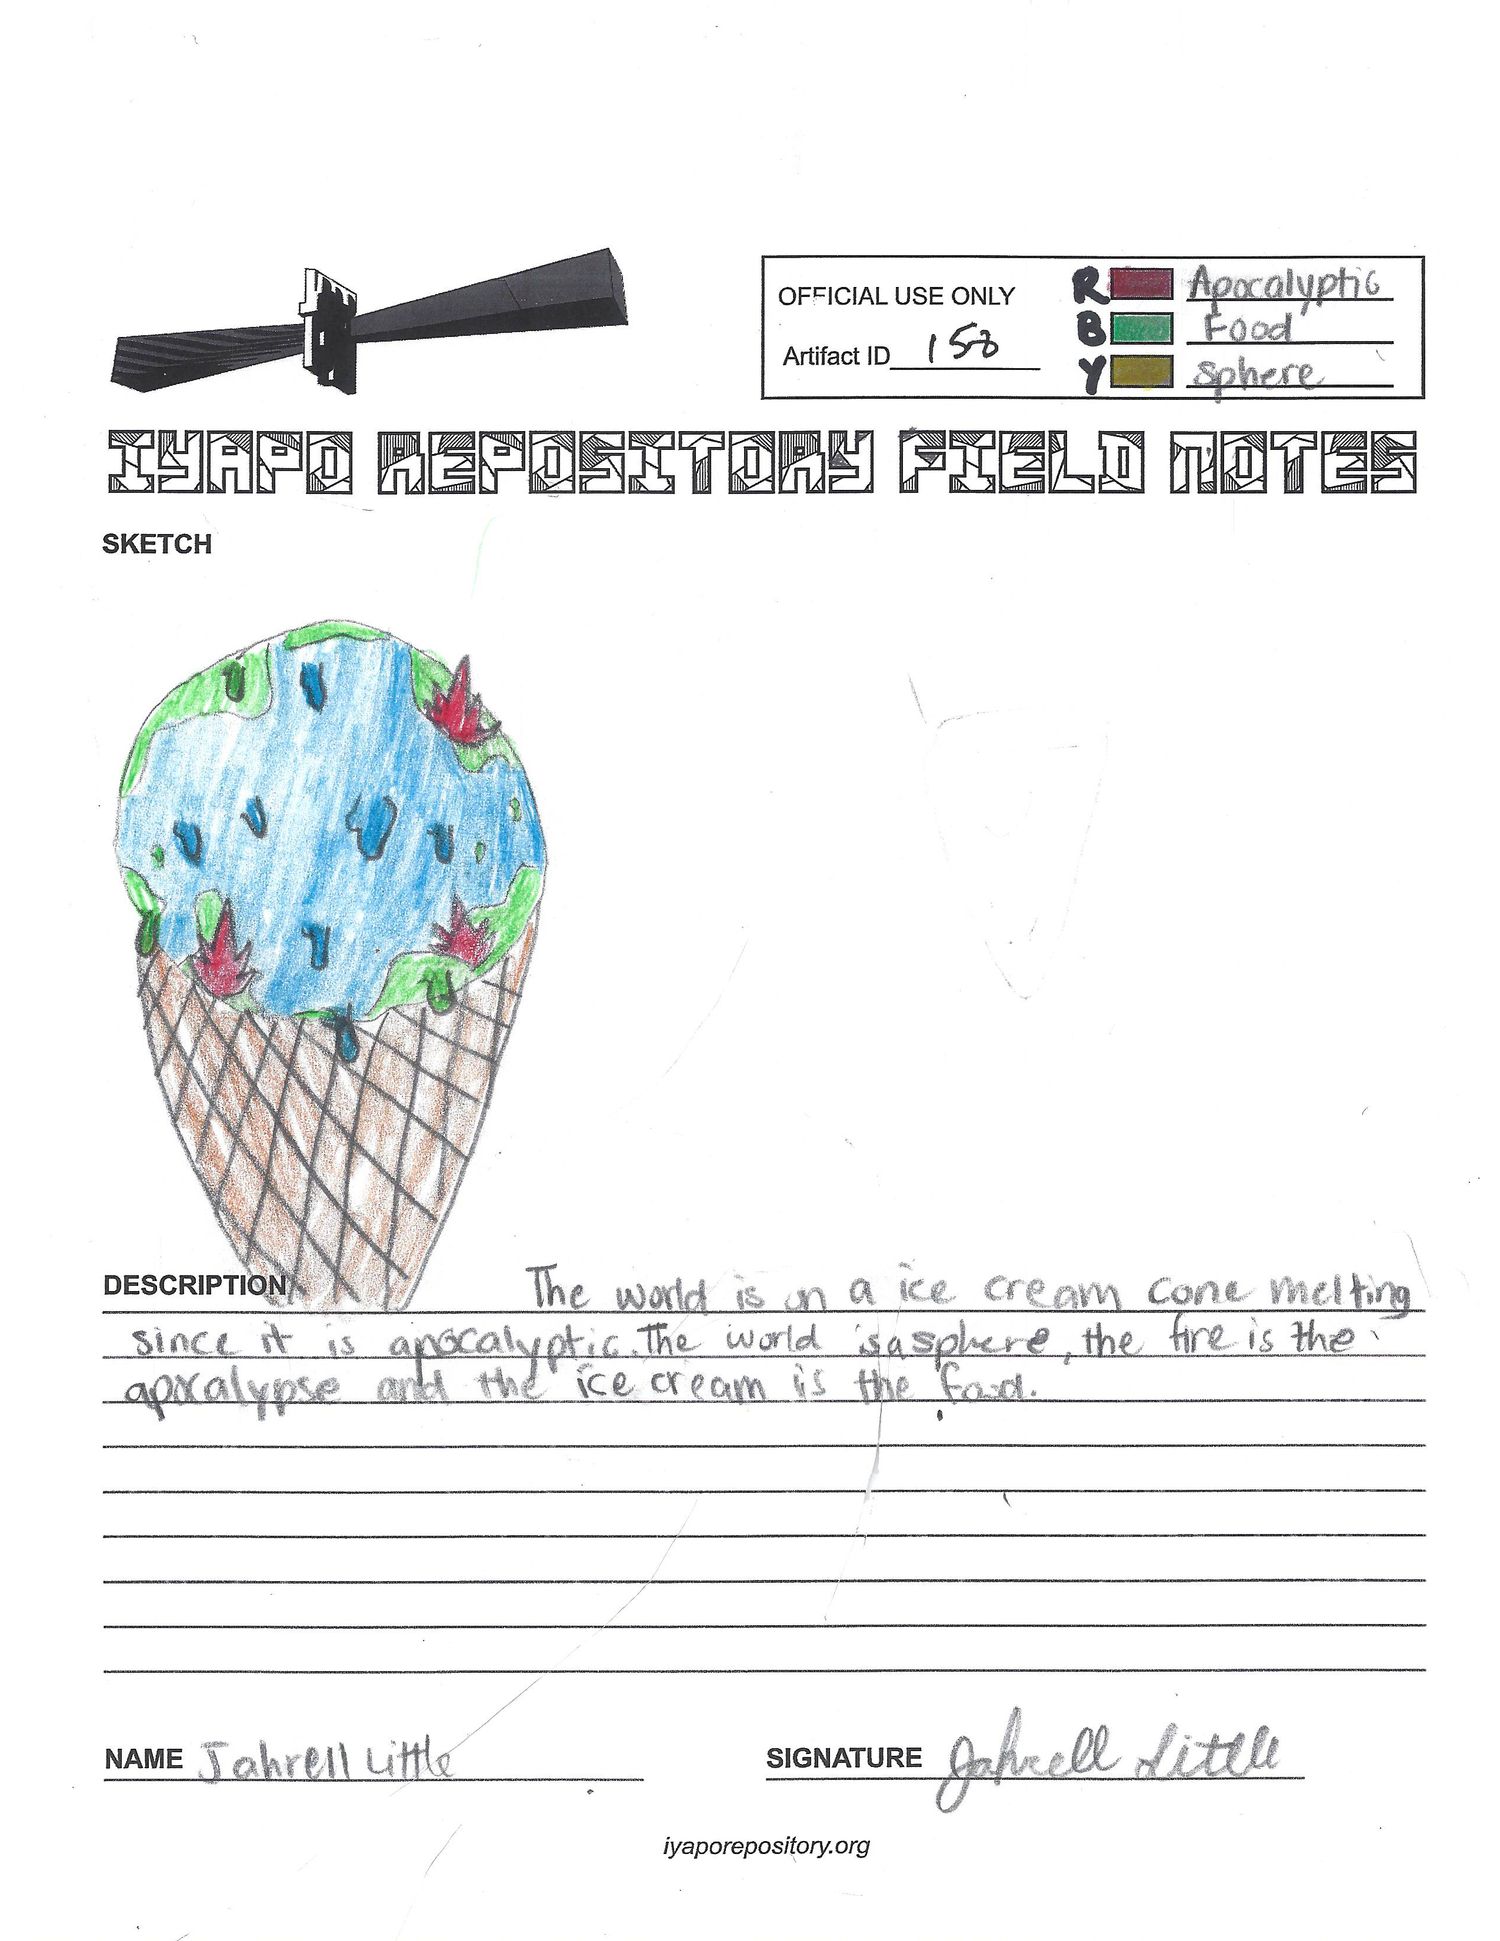 OFFICIAL USE ONLY
Artifact ID 158
R Apocalyptic
B Food
Y sphere
IYAPO REPOSITORY FIELD NOTES
SKETCH
DESCRIPTION The world is on a ice cream cone melting
since it is apocalyptic. The world is a sphere, the fire is the
apocalypse and the ice cream is the food.
NAME Jahrell Little
SIGNATURE Jahrell Little
iyaporepository.org